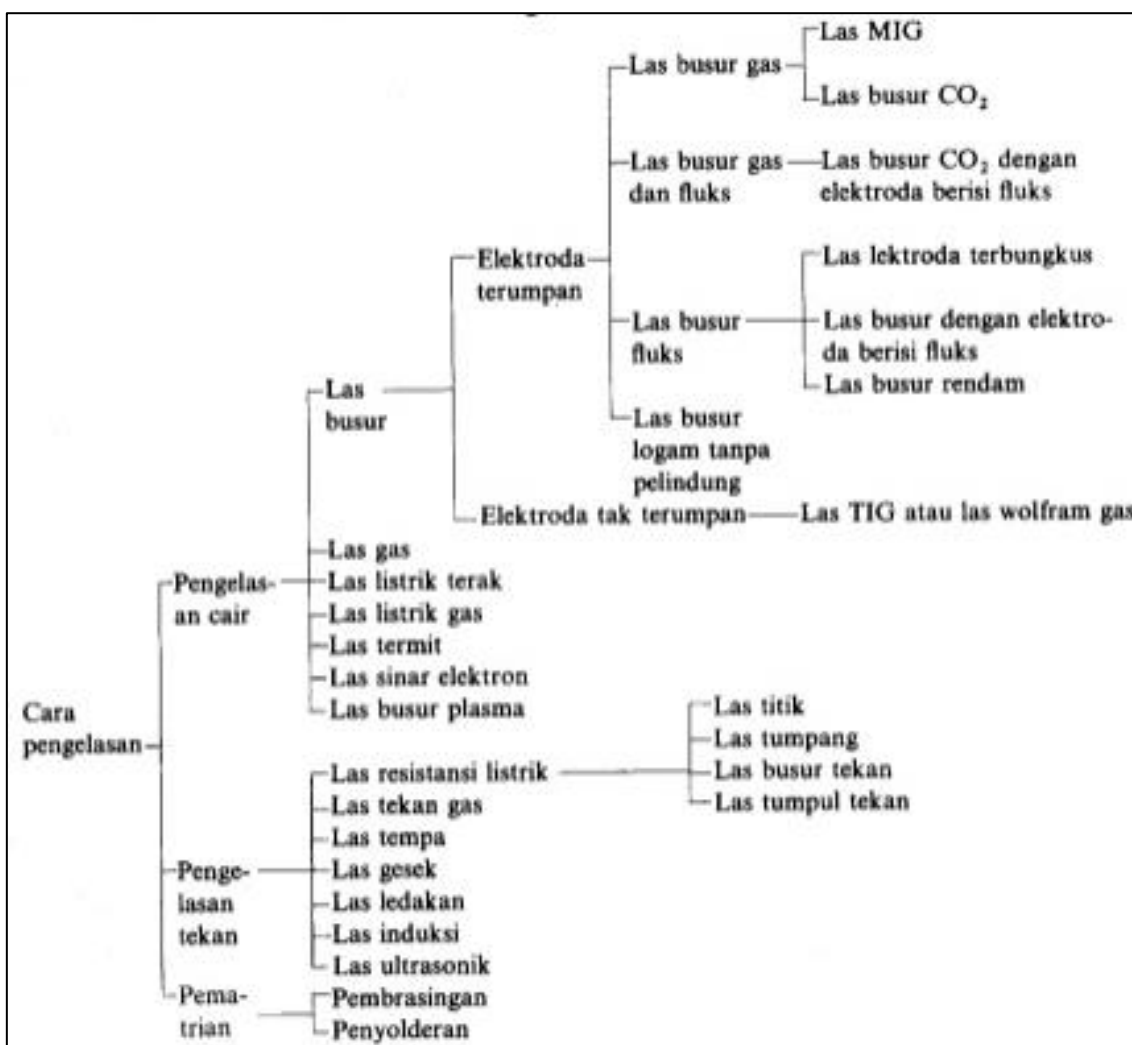 Las MIG
Las busur gas
Las busur CO₂
Las busur gas
dan fluks
Las busur CO₂ dengan
elektroda berisi fluks
Elektroda
terumpan
Las lektroda terbungkus
Las busur
fluks
Las busur dengan elektro-
da berisi fluks
Las busur rendam
Las
busur
Las busur
logam tanpa
pelindung
Elektroda tak terumpan
Las TIG atau las wolfram gas
Pengelas-
an cair
Las gas
Las listrik terak
Las listrik gas
Las termit
Las sinar elektron
Las busur plasma
Cara
pengelasan
Las titik
Las tumpang
Las busur tekan
Las tumpul tekan
Las resistansi listrik
Las tekan gas
Las tempa
Las gesek
Las ledakan
Las induksi
Las ultrasonik
Penge-
lasan
tekan
Pema-
trian
Pembrasingan
Penyolderan